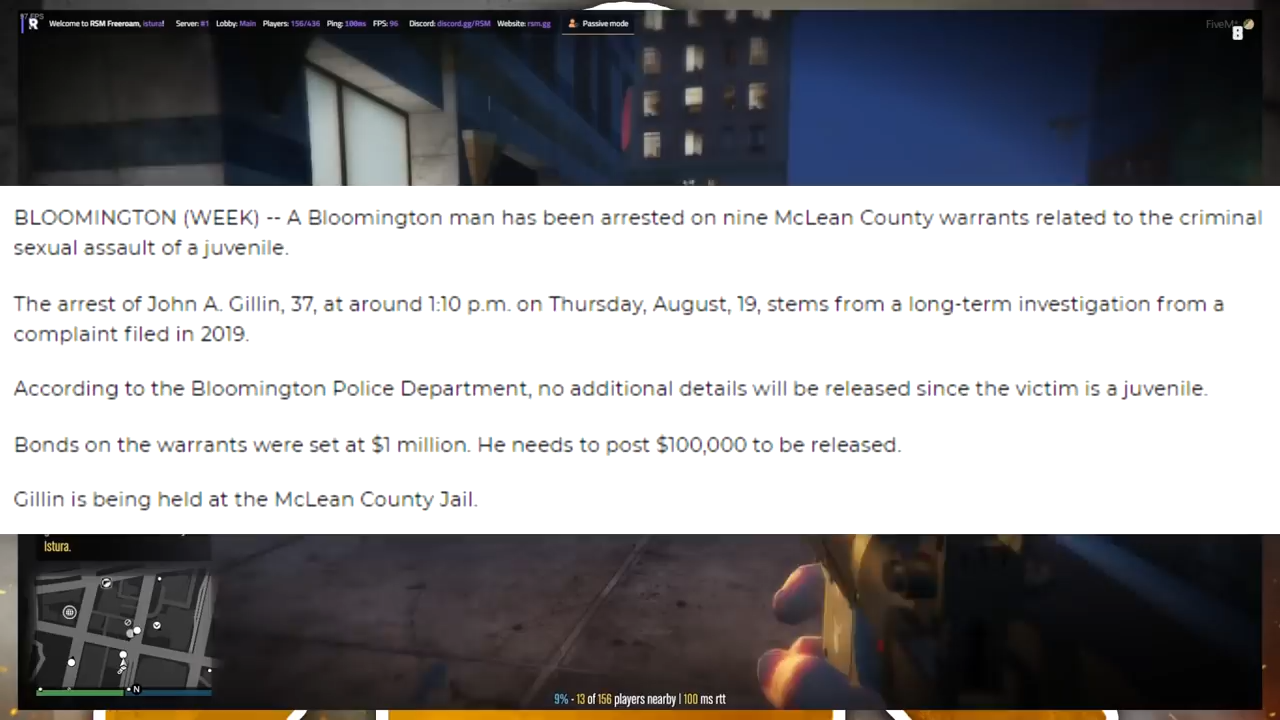 Welcome to RSM Freeroam, istura! Server: #1 Lobby: Main Players: 156/436 Ping: 100ms FPS: 96 Discord: discord.gg/RSM Website: rsm.gg Passive mode
FiveM
8
BLOOMINGTON (WEEK) -- A Bloomington man has been arrested on nine McLean County warrants related to the criminal
sexual assault of a juvenile.
The arrest of John A. Gillin, 37, at around 1:10 p.m. on Thursday, August, 19, stems from a long-term investigation from a
complaint filed in 2019.
According to the Bloomington Police Department, no additional details will be released since the victim is a juvenile.
Bonds on the warrants were set at $1 million. He needs to post $100,000 to be released.
Gillin is being held at the McLean County Jail.
Istura.
N
9% - 13 of 156 players nearby | 100 ms rtt